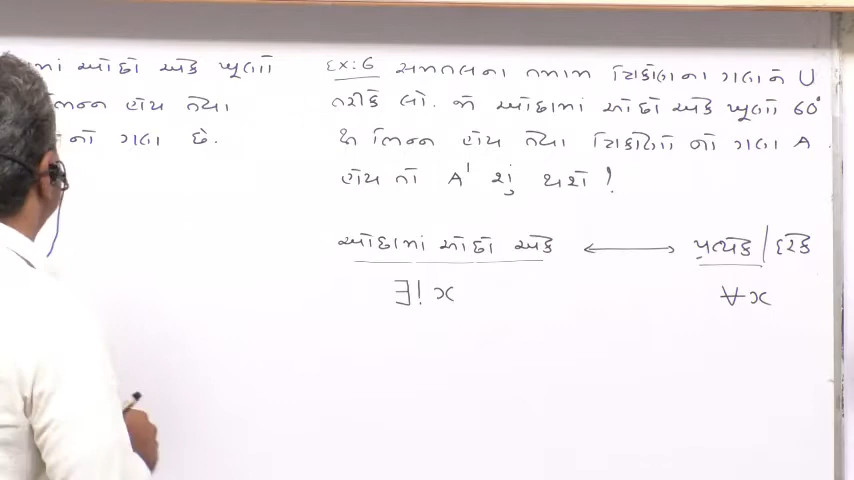 ઓછો એક ખૂણો
ભિન્ન હોય તેવા
નો ગણ છે.
Ex:6 સમતલના તમામ ત્રિકોણના ગણને U
તરીકે લો. જે ઓછામાં ઓછો એક ખૂણો 60°
થી ભિન્ન હોય તેવા ત્રિકોણો નો ગણ A
હોય તો A' શું થશે !
ઓછામાં ઓછો એક ⟷ પ્રત્યેક | દરેક
∃! x ∀x